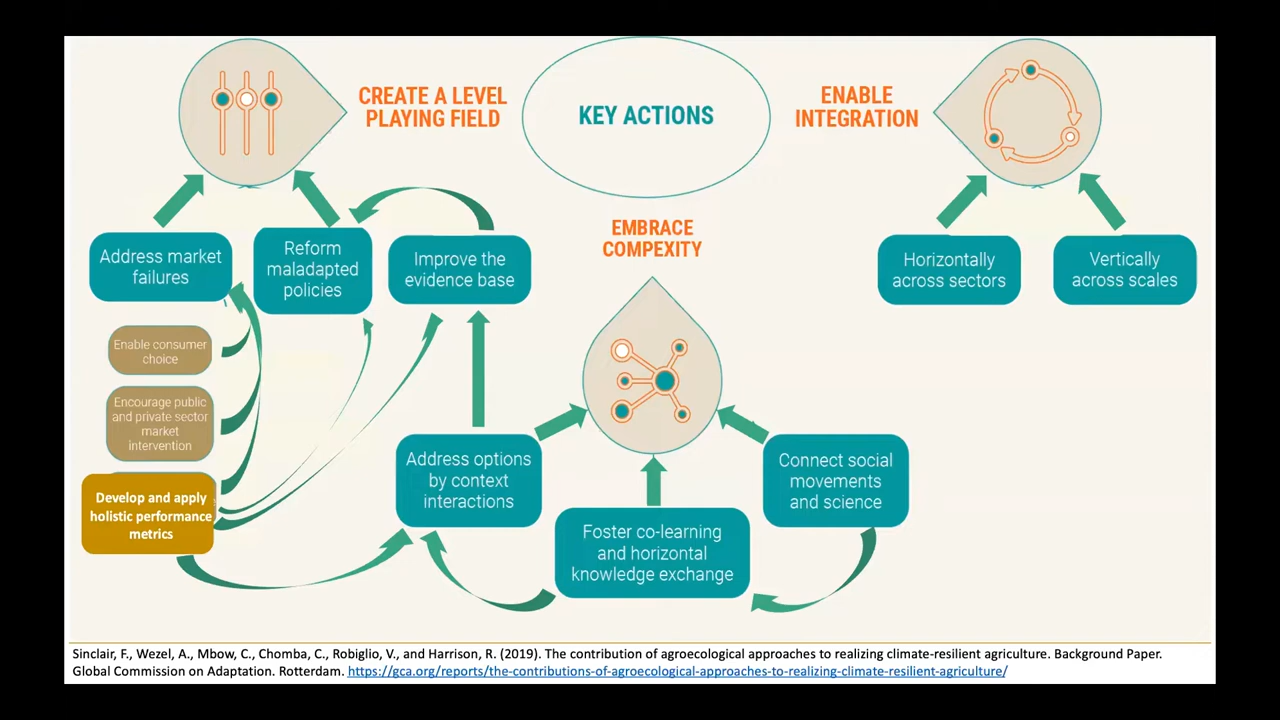 CREATE A LEVEL
PLAYING FIELD
KEY ACTIONS
ENABLE
INTEGRATION
EMBRACE
COMPEXITY
Address market
failures
Reform
maladapted
policies
Improve the
evidence base
Horizontally
across sectors
Vertically
across scales
Enable consumer
choice
Encourage public
and private sector
market
intervention
Develop and apply
holistic performance
metrics
Address options
by context
interactions
Foster co-learning
and horizontal
knowledge exchange
Connect social
movements
and science
Sinclair, F., Wezel, A., Mbow, C., Chomba, C., Robiglio, V., and Harrison, R. (2019). The contribution of agroecological approaches to realizing climate-resilient agriculture. Background Paper.
Global Commission on Adaptation. Rotterdam. https://gca.org/reports/the-contributions-of-agroecological-approaches-to-realizing-climate-resilient-agriculture/